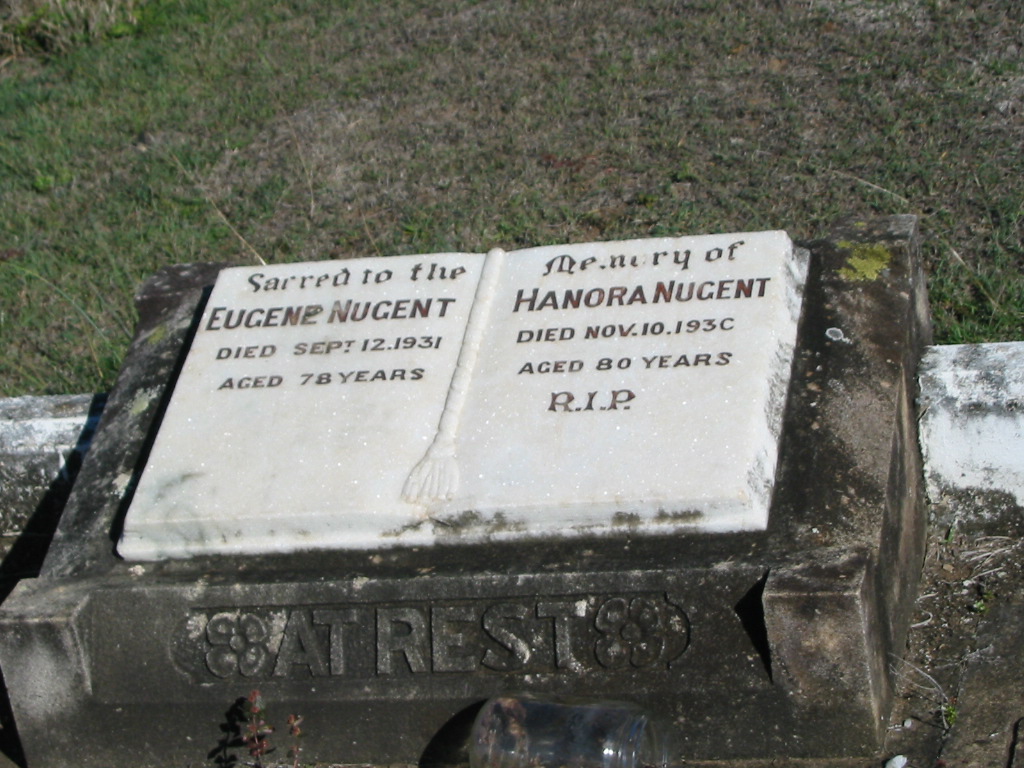 Sacred to the
EUGENE NUGENT
DIED SEPT 12.1931
AGED 78 YEARS
Memory of
HANORA NUGENT
DIED NOV.10.1930
AGED 80 YEARS
R.I.P.
AT REST